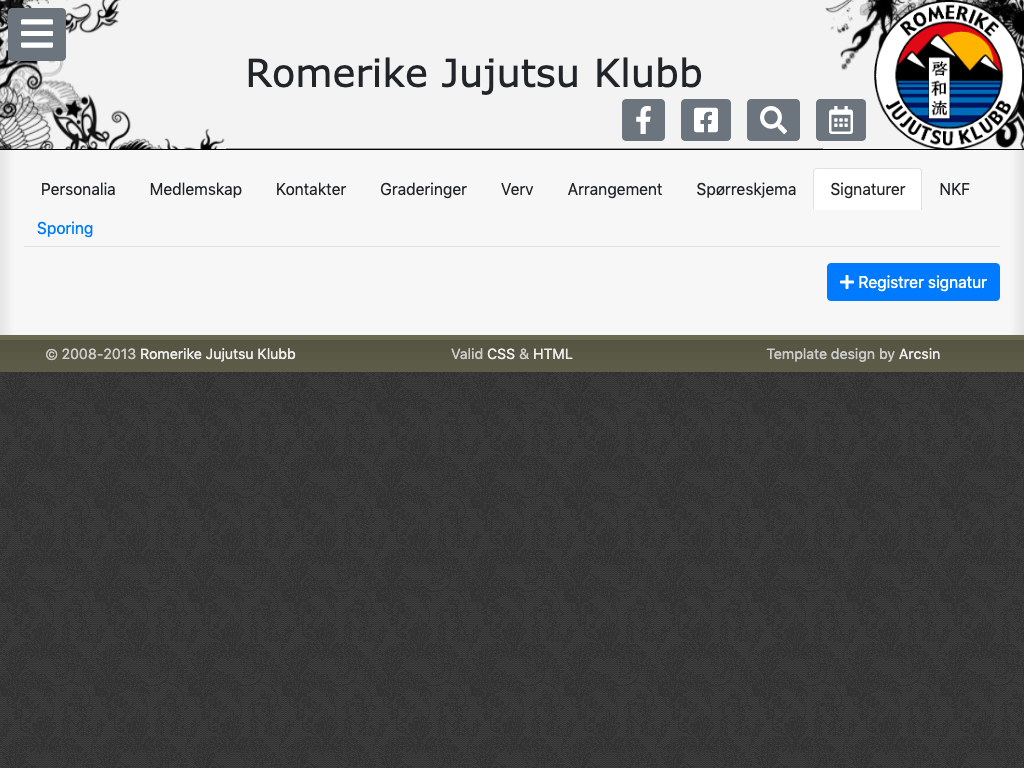 Romerike Jujutsu Klubb
ROMERIKE
啓和流
JUJUTSU KLUBB
Personalia Medlemskap Kontakter Graderinger Verv Arrangement Spørreskjema Signaturer NKF
Sporing
Registrer signatur
© 2008-2013 Romerike Jujutsu Klubb Valid CSS & HTML Template design by Arcsin